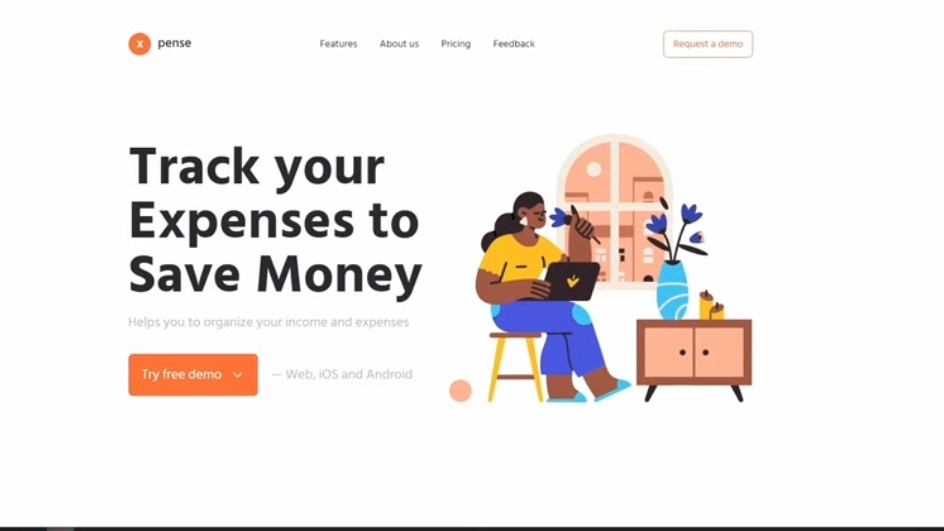 x pense
Features About us Pricing Feedback
Request a demo
Track your
Expenses to
Save Money
Helps you to organize your income and expenses
Try free demo
— Web, iOS and Android